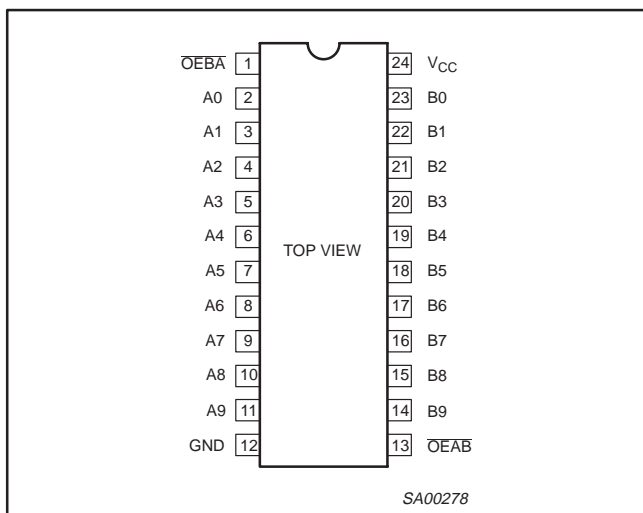 OEBA 1 24 VCC
A0 2 23 B0
A1 3 22 B1
A2 4 21 B2
A3 5 20 B3
A4 6 19 B4
TOP VIEW
A5 7 18 B5
A6 8 17 B6
A7 9 16 B7
A8 10 15 B8
A9 11 14 B9
GND 12 13 OEAB
SA00278